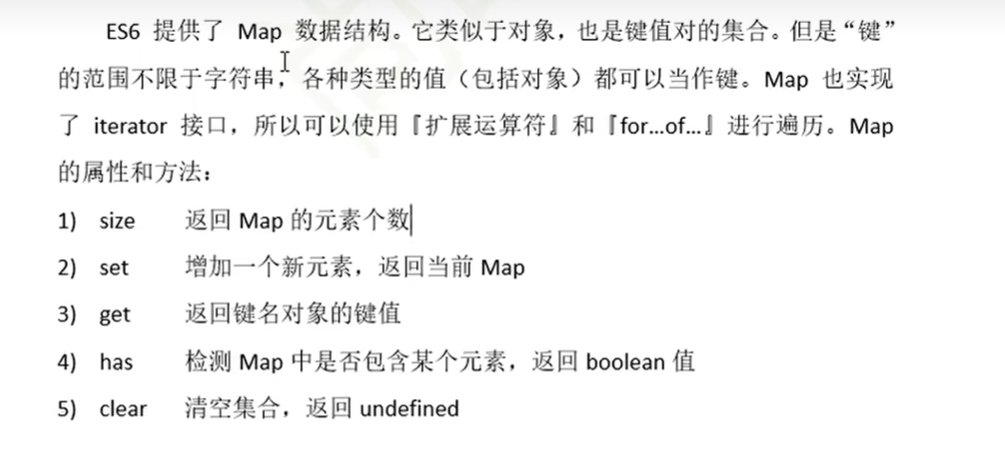 ES6 提供了 Map 数据结构。它类似于对象，也是键值对的集合。但是“键”
的范围不限于字符串，各种类型的值（包括对象）都可以当作键。Map 也实现
了 iterator 接口，所以可以使用『扩展运算符』和『for…of…』进行遍历。Map
的属性和方法：
1) size 返回 Map 的元素个数
2) set 增加一个新元素，返回当前 Map
3) get 返回键名对象的键值
4) has 检测 Map 中是否包含某个元素，返回 boolean 值
5) clear 清空集合，返回 undefined